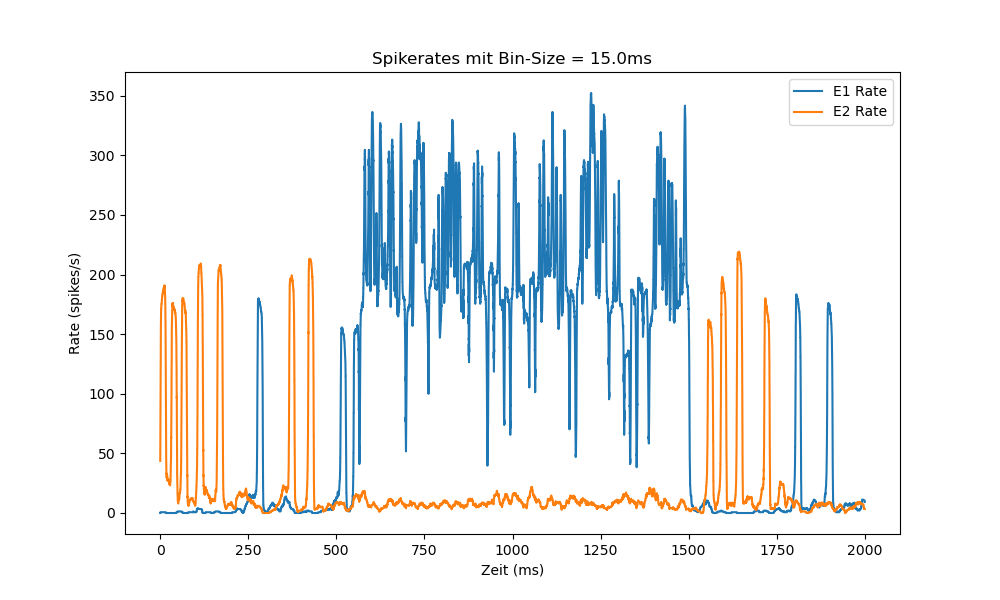 Spikerates mit Bin-Size = 15.0ms
E1 Rate
E2 Rate
Rate (spikes/s)
350
300
250
200
150
100
50
0
0 250 500 750 1000 1250 1500 1750 2000
Zeit (ms)